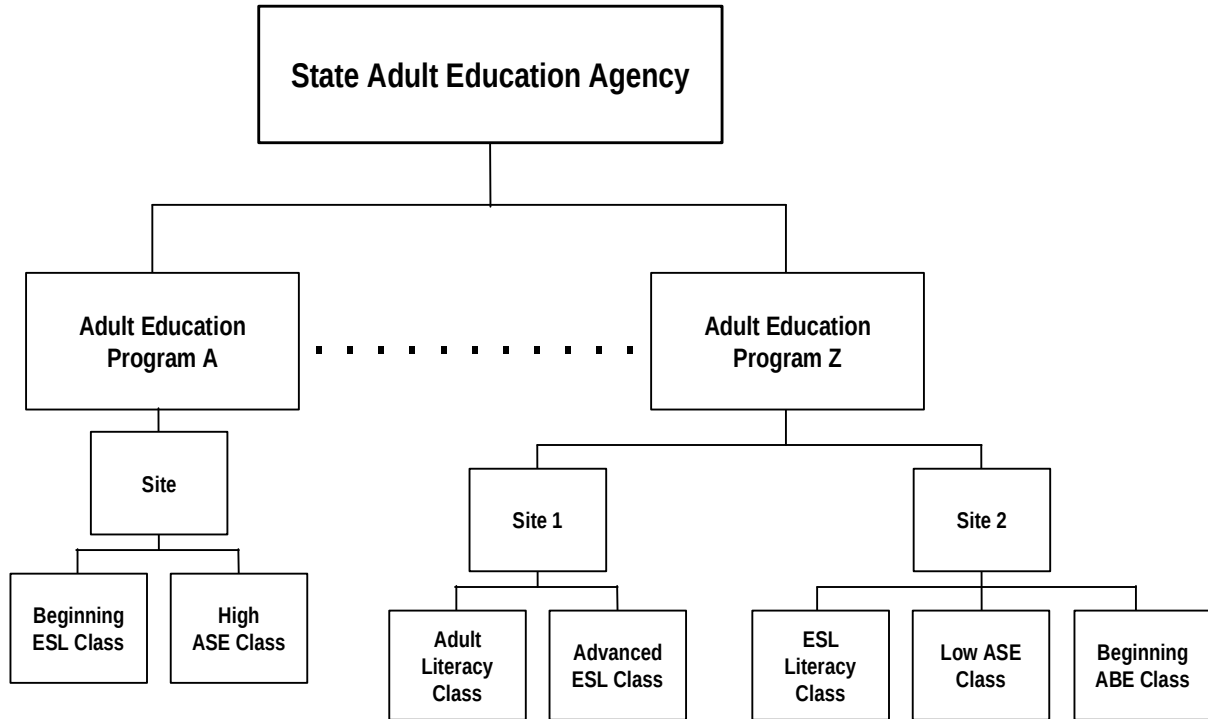 State Adult Education Agency
Adult Education
Program A
Adult Education
Program Z
Site
Site 1
Site 2
Beginning
ESL Class
High
ASE Class
Adult
Literacy
Class
Advanced
ESL Class
ESL
Literacy
Class
Low ASE
Class
Beginning
ABE Class